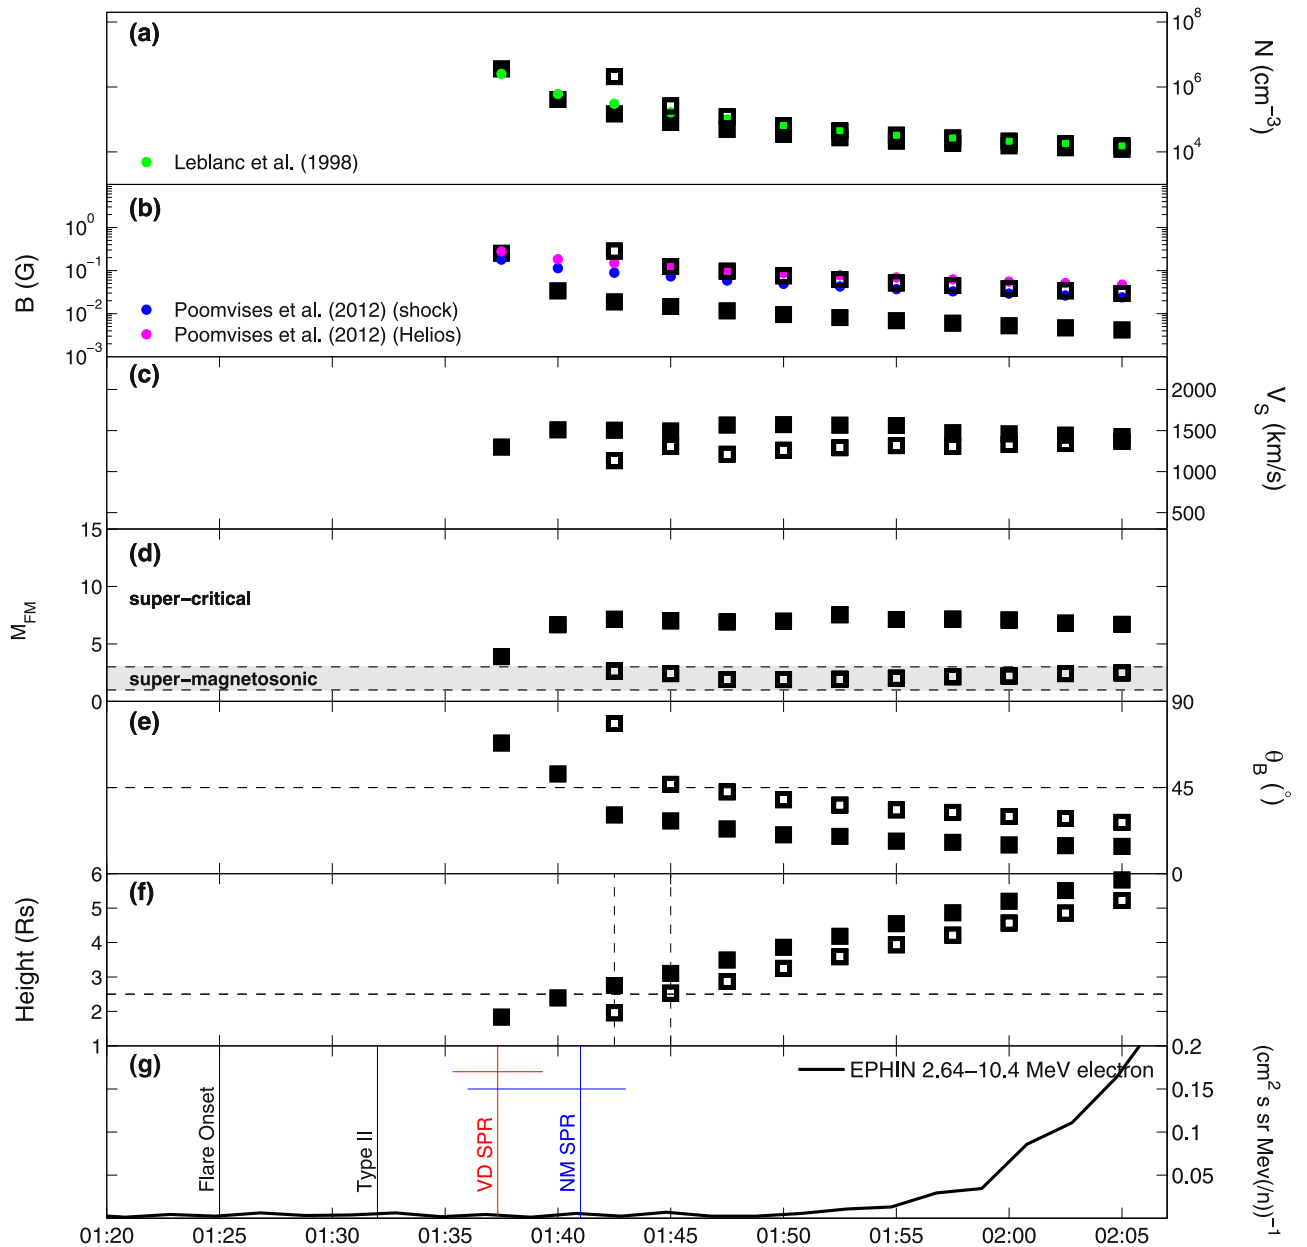 (a)
10⁸
10⁶
10⁴
N (cm⁻³)
Leblanc et al. (1998)
(b)
10⁰
10⁻¹
10⁻²
10⁻³
B (G)
Poomvises et al. (2012) (shock)
Poomvises et al. (2012) (Helios)
(c)
2000
1500
1000
500
V_S (km/s)
(d)
15
10
5
0
M_FM
super−critical
super−magnetosonic
(e)
90
45
0
θ_B (°)
(f)
6
5
4
3
2
1
Height (Rs)
(g)
EPHIN 2.64−10.4 MeV electron
0.2
0.15
0.1
0.05
(cm² s sr Mev(/n))⁻¹
Flare Onset
Type II
VD SPR
NM SPR
01:20 01:25 01:30 01:35 01:40 01:45 01:50 01:55 02:00 02:05